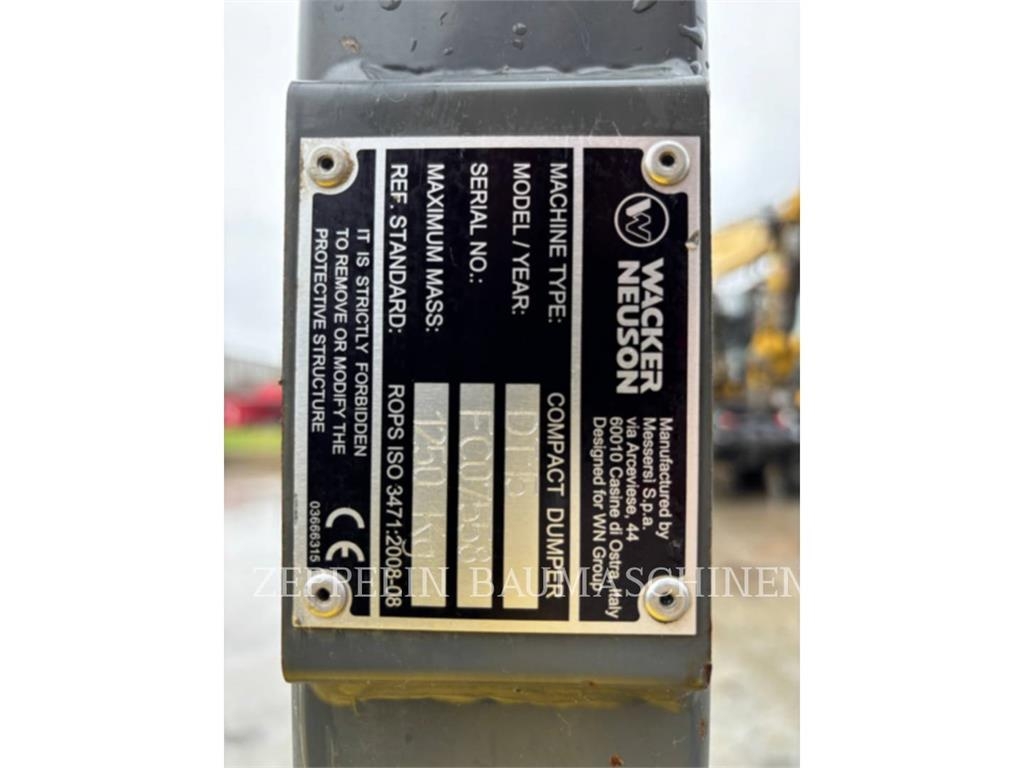 WACKER
NEUSON
Manufactured by
Messersì S.p.a.
via Arceviese, 44
60010 Casine di Ostra, Italy
Designed for WN Group
MACHINE TYPE: COMPACT DUMPER
MODEL / YEAR: DT15
SERIAL NO.: FC07558
MAXIMUM MASS: 1250 Kg
REF. STANDARD: ROPS ISO 3471:2008-08
IT IS STRICTLY FORBIDDEN
TO REMOVE OR MODIFY THE
PROTECTIVE STRUCTURE
CE
03666315
ZEPPELIN BAUMASCHINEN